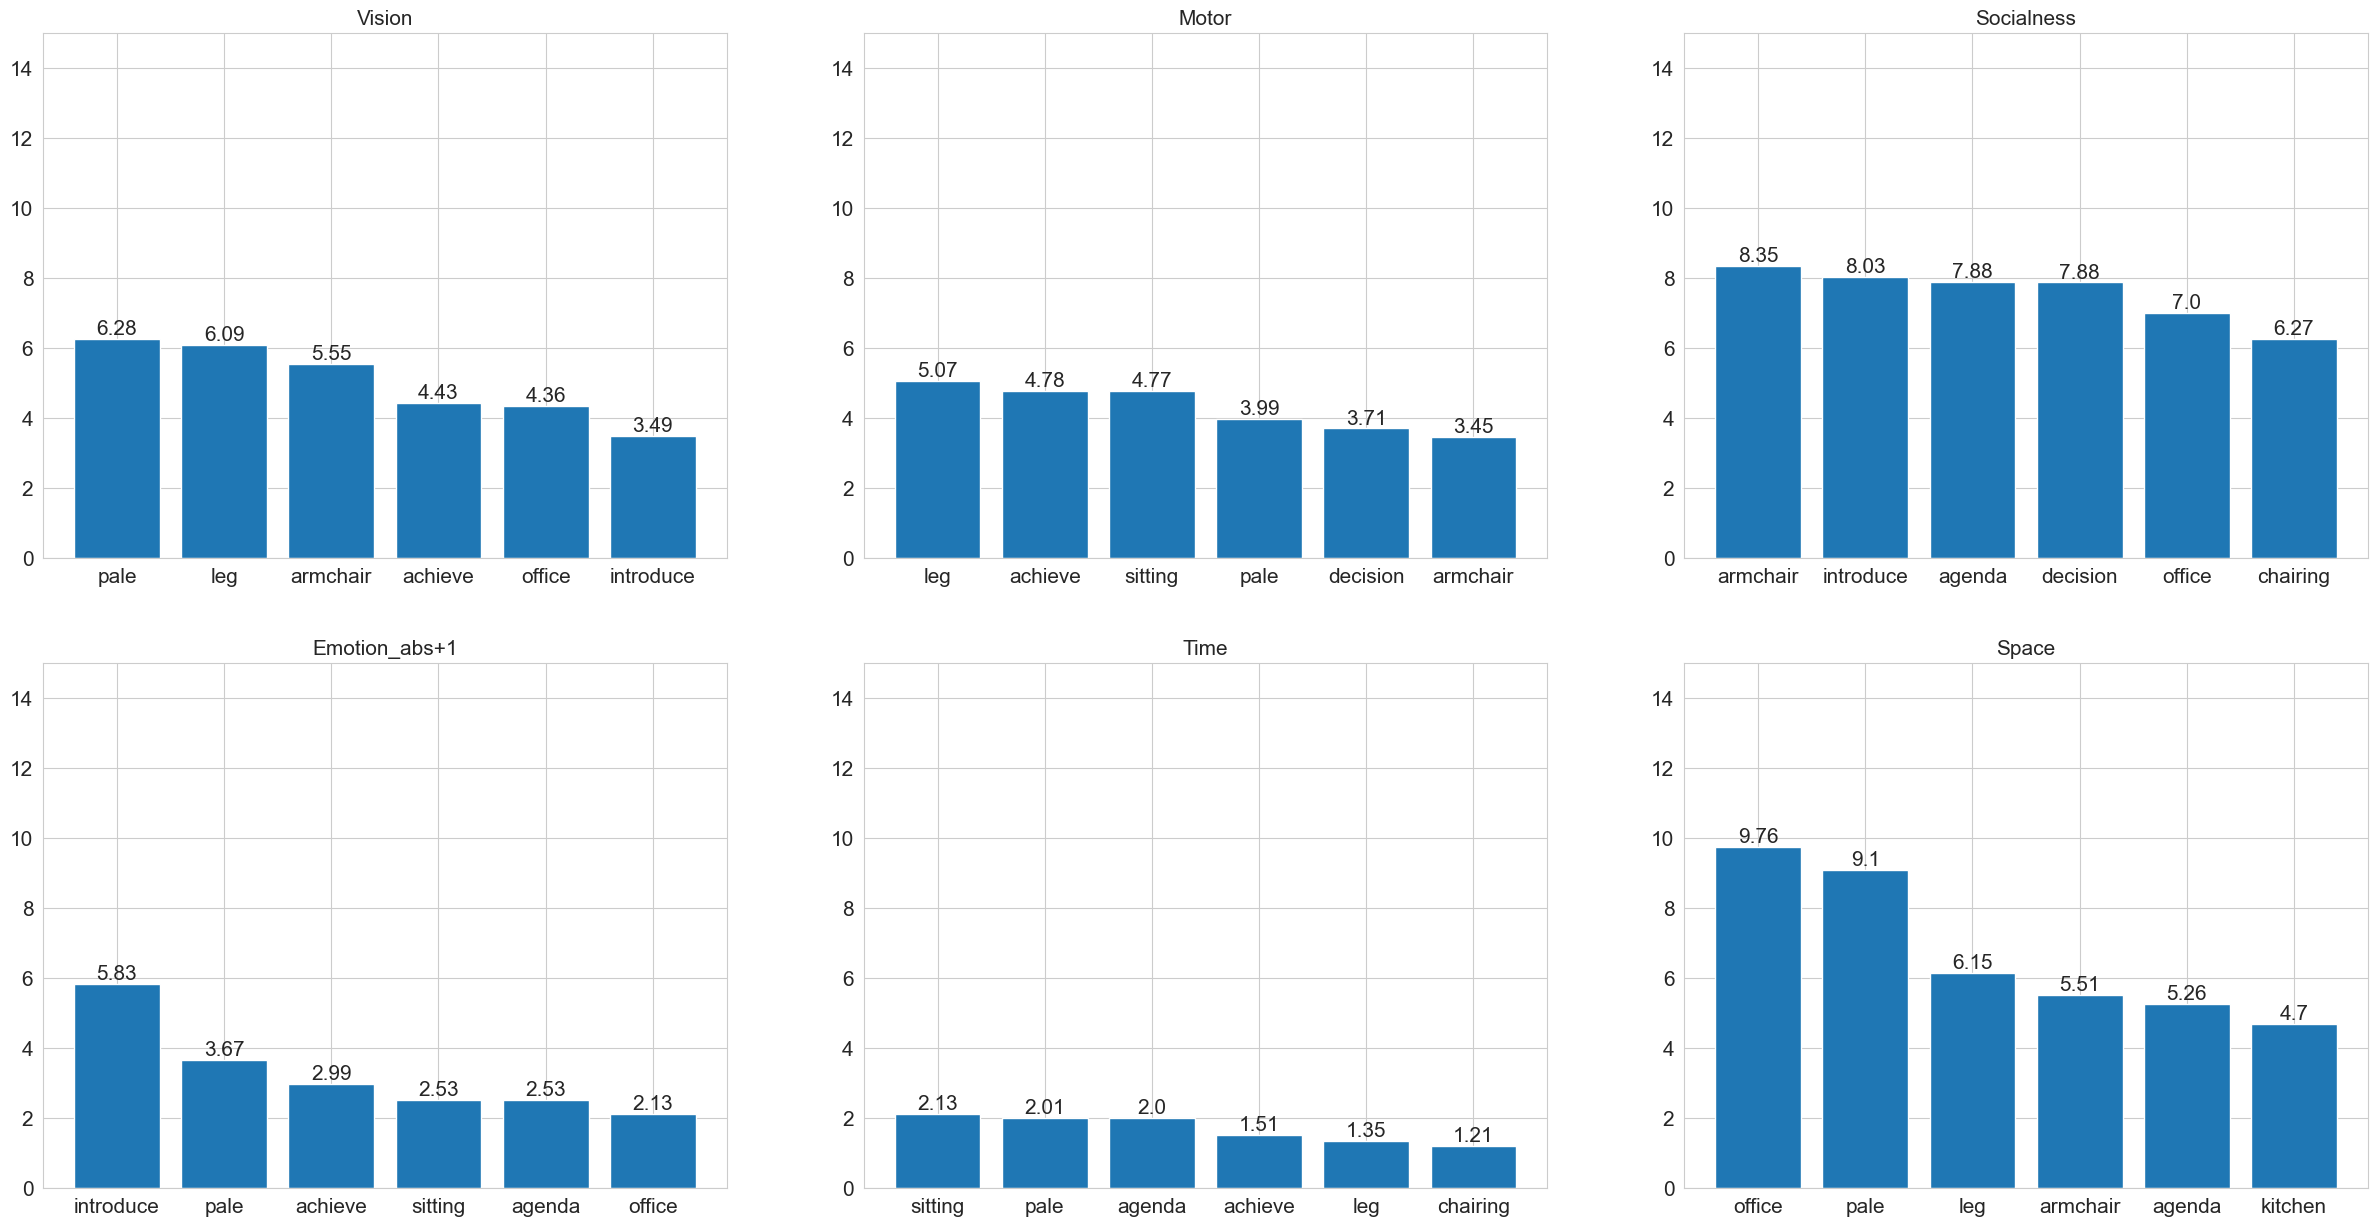 Vision
14
12
10
8
6
4
2
0
6.28 6.09 5.55 4.43 4.36 3.49
pale leg armchair achieve office introduce
Motor
14
12
10
8
6
4
2
0
5.07 4.78 4.77 3.99 3.71 3.45
leg achieve sitting pale decision armchair
Socialness
14
12
10
8
6
4
2
0
8.35 8.03 7.88 7.88 7.0 6.27
armchair introduce agenda decision office chairing
Emotion_abs+1
14
12
10
8
6
4
2
0
5.83 3.67 2.99 2.53 2.53 2.13
introduce pale achieve sitting agenda office
Time
14
12
10
8
6
4
2
0
2.13 2.01 2.0 1.51 1.35 1.21
sitting pale agenda achieve leg chairing
Space
14
12
10
8
6
4
2
0
9.76 9.1 6.15 5.51 5.26 4.7
office pale leg armchair agenda kitchen